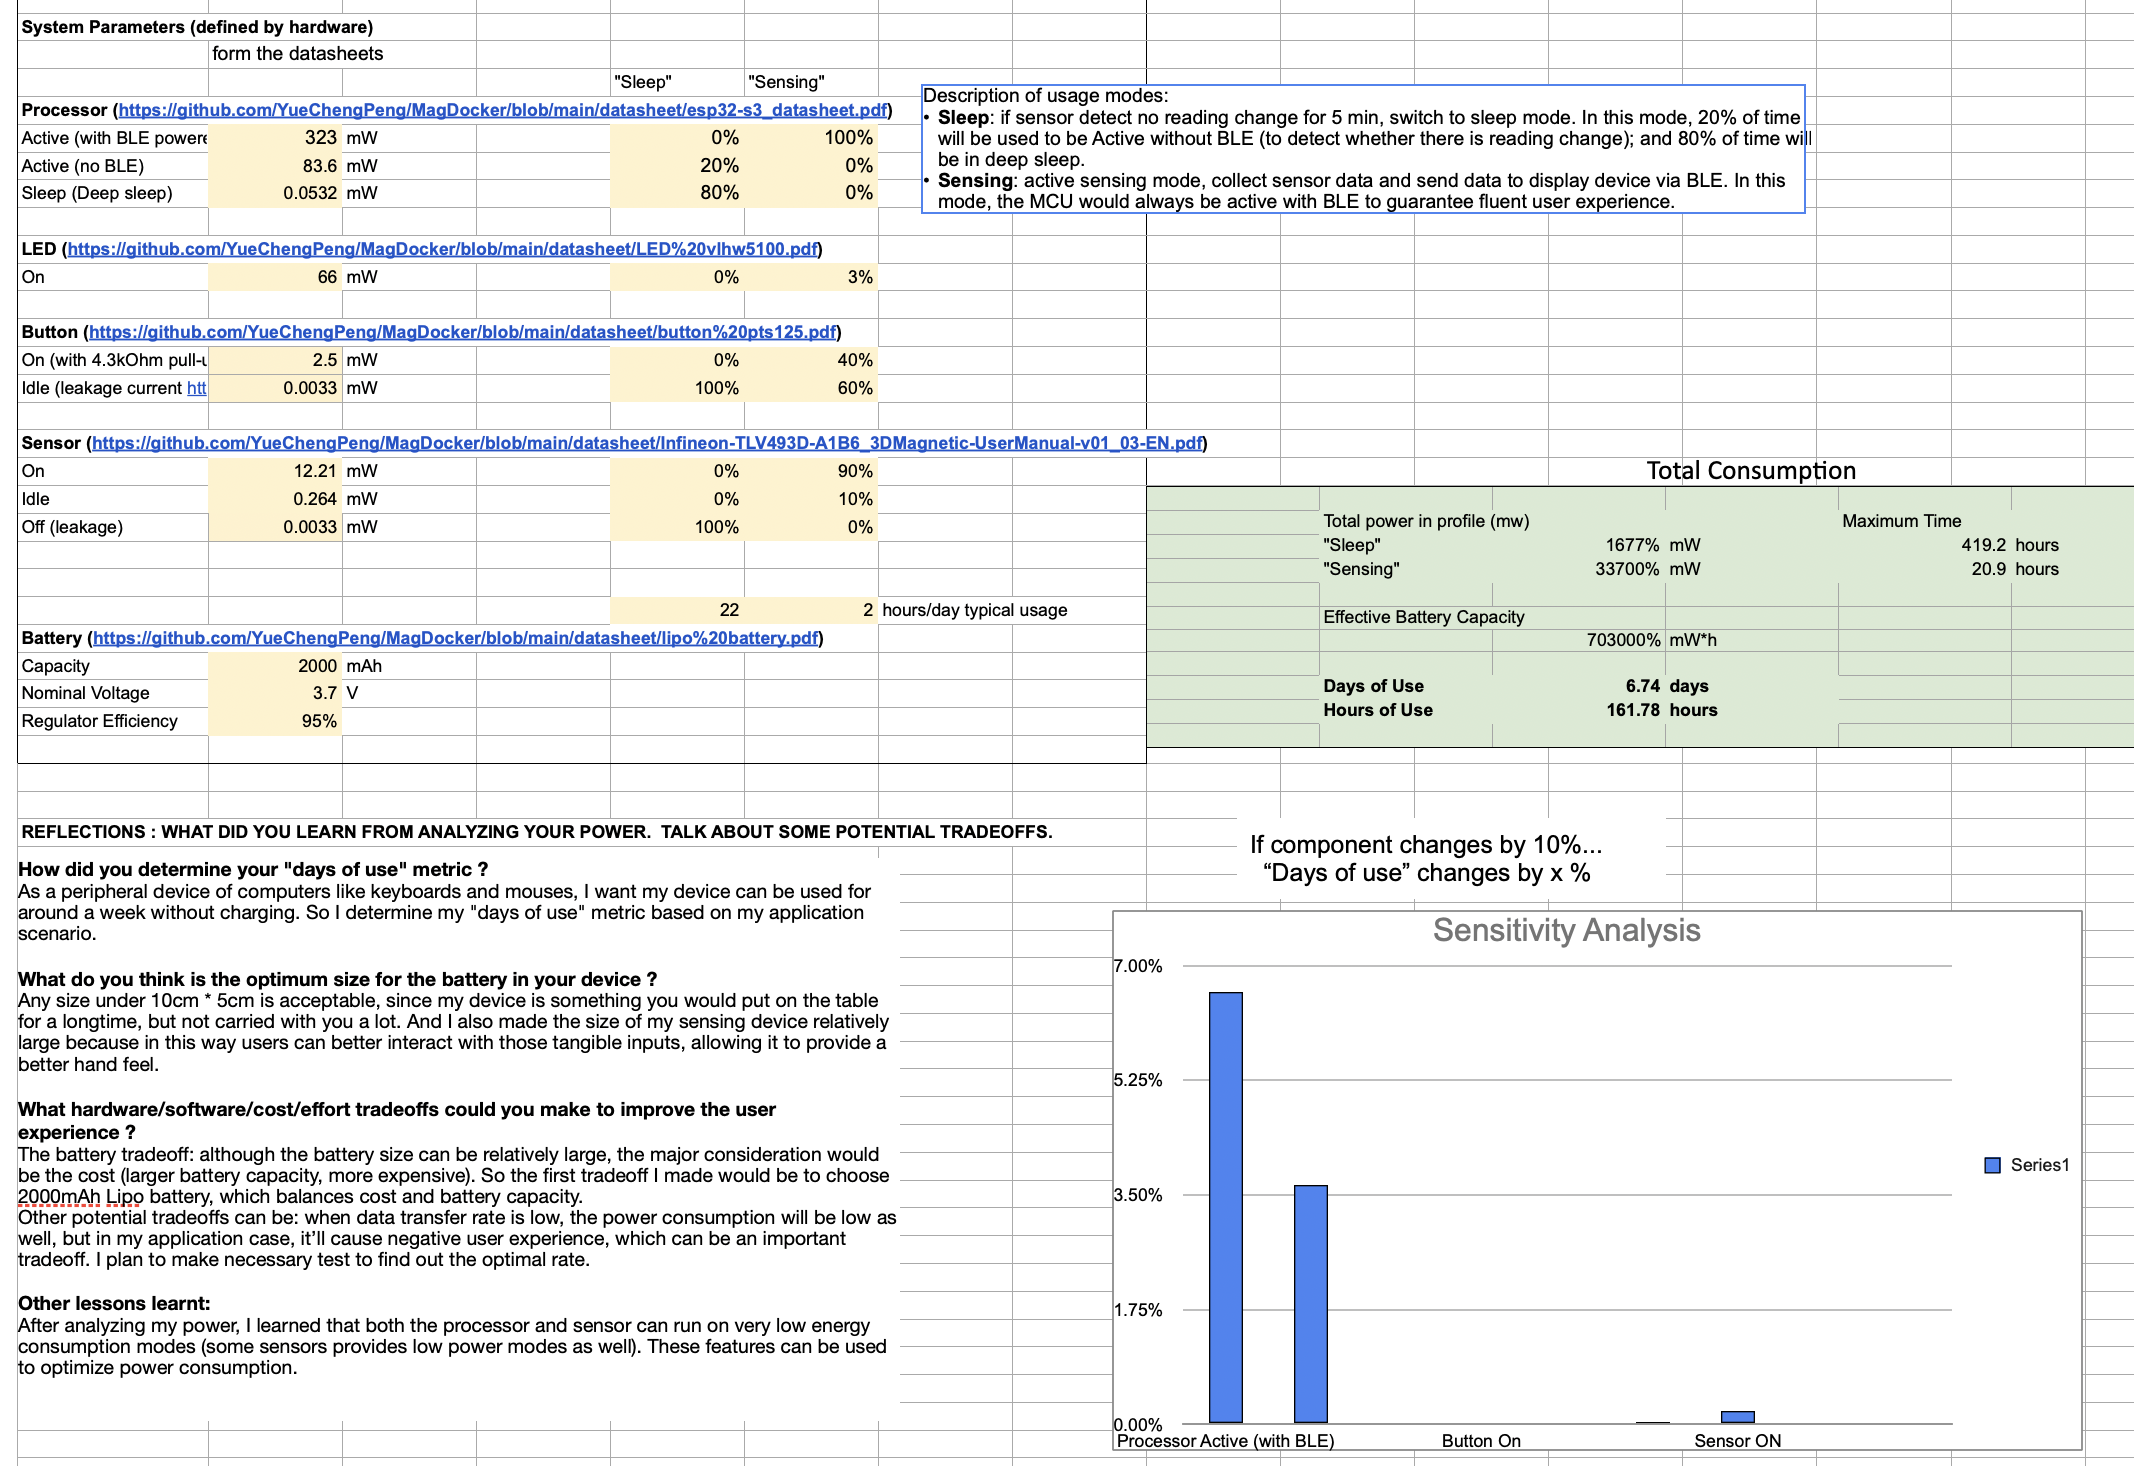 System Parameters (defined by hardware)
form the datasheets
"Sleep" "Sensing"
Processor (https://github.com/YueChengPeng/MagDocker/blob/main/datasheet/esp32-s3_datasheet.pdf)
Active (with BLE powere 323 mW 0% 100%
Active (no BLE) 83.6 mW 20% 0%
Sleep (Deep sleep) 0.0532 mW 80% 0%
Description of usage modes:
• Sleep: if sensor detect no reading change for 5 min, switch to sleep mode. In this mode, 20% of time
will be used to be Active without BLE (to detect whether there is reading change); and 80% of time will
be in deep sleep.
• Sensing: active sensing mode, collect sensor data and send data to display device via BLE. In this
mode, the MCU would always be active with BLE to guarantee fluent user experience.
LED (https://github.com/YueChengPeng/MagDocker/blob/main/datasheet/LED%20vlhw5100.pdf)
On 66 mW 0% 3%
Button (https://github.com/YueChengPeng/MagDocker/blob/main/datasheet/button%20pts125.pdf)
On (with 4.3kOhm pull-u 2.5 mW 0% 40%
Idle (leakage current htt 0.0033 mW 100% 60%
Sensor (https://github.com/YueChengPeng/MagDocker/blob/main/datasheet/Infineon-TLV493D-A1B6_3DMagnetic-UserManual-v01_03-EN.pdf)
On 12.21 mW 0% 90%
Idle 0.264 mW 0% 10%
Off (leakage) 0.0033 mW 100% 0%
22 2 hours/day typical usage
Battery (https://github.com/YueChengPeng/MagDocker/blob/main/datasheet/lipo%20battery.pdf)
Capacity 2000 mAh
Nominal Voltage 3.7 V
Regulator Efficiency 95%
Total Consumption
Total power in profile (mw) Maximum Time
"Sleep" 1677% mW 419.2 hours
"Sensing" 33700% mW 20.9 hours
Effective Battery Capacity
703000% mW*h
Days of Use 6.74 days
Hours of Use 161.78 hours
REFLECTIONS : WHAT DID YOU LEARN FROM ANALYZING YOUR POWER. TALK ABOUT SOME POTENTIAL TRADEOFFS.
How did you determine your "days of use" metric ?
As a peripheral device of computers like keyboards and mouses, I want my device can be used for
around a week without charging. So I determine my "days of use" metric based on my application
scenario.
What do you think is the optimum size for the battery in your device ?
Any size under 10cm * 5cm is acceptable, since my device is something you would put on the table
for a longtime, but not carried with you a lot. And I also made the size of my sensing device relatively
large because in this way users can better interact with those tangible inputs, allowing it to provide a
better hand feel.
What hardware/software/cost/effort tradeoffs could you make to improve the user
experience ?
The battery tradeoff: although the battery size can be relatively large, the major consideration would
be the cost (larger battery capacity, more expensive). So the first tradeoff I made would be to choose
2000mAh Lipo battery, which balances cost and battery capacity.
Other potential tradeoffs can be: when data transfer rate is low, the power consumption will be low as
well, but in my application case, it'll cause negative user experience, which can be an important
tradeoff. I plan to make necessary test to find out the optimal rate.
Other lessons learnt:
After analyzing my power, I learned that both the processor and sensor can run on very low energy
consumption modes (some sensors provides low power modes as well). These features can be used
to optimize power consumption.
If component changes by 10%...
“Days of use” changes by x %
Sensitivity Analysis
7.00%
5.25%
3.50%
1.75%
0.00%
Processor Active (with BLE) Button On Sensor ON
Series1